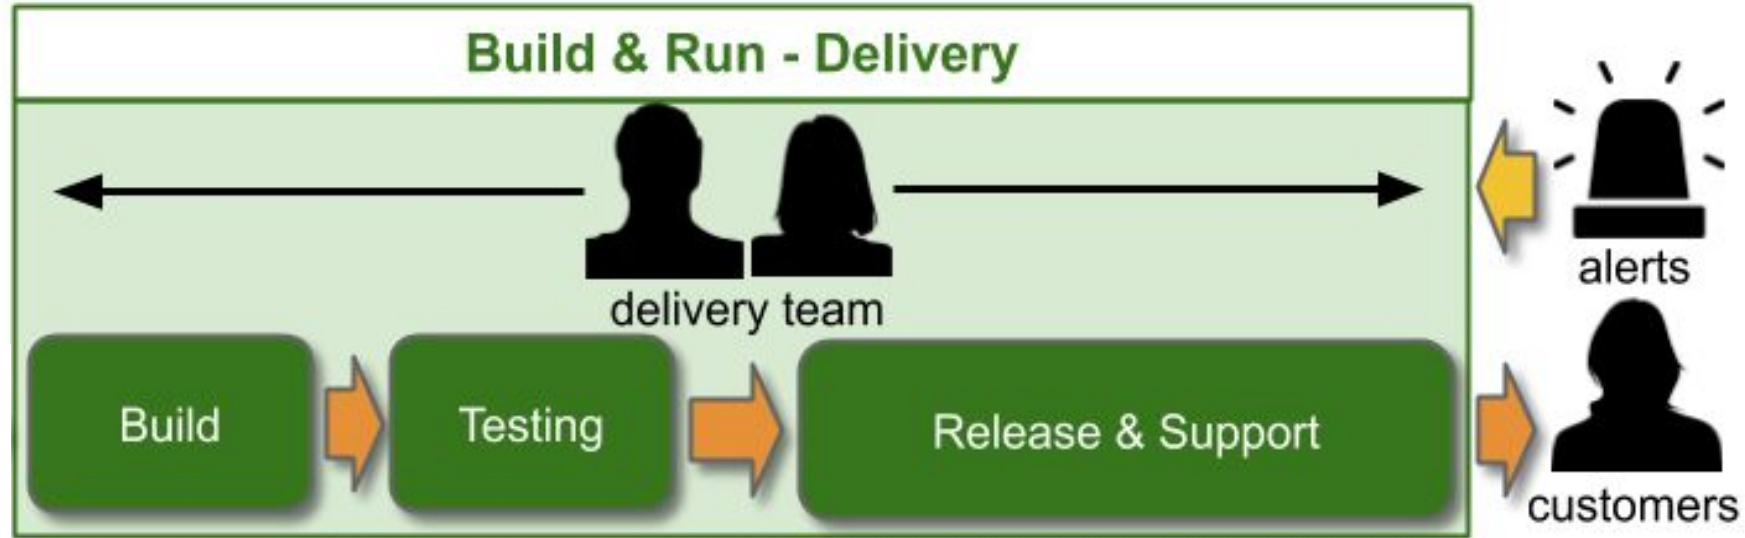 Build & Run - Delivery
delivery team
alerts
Build
Testing
Release & Support
customers